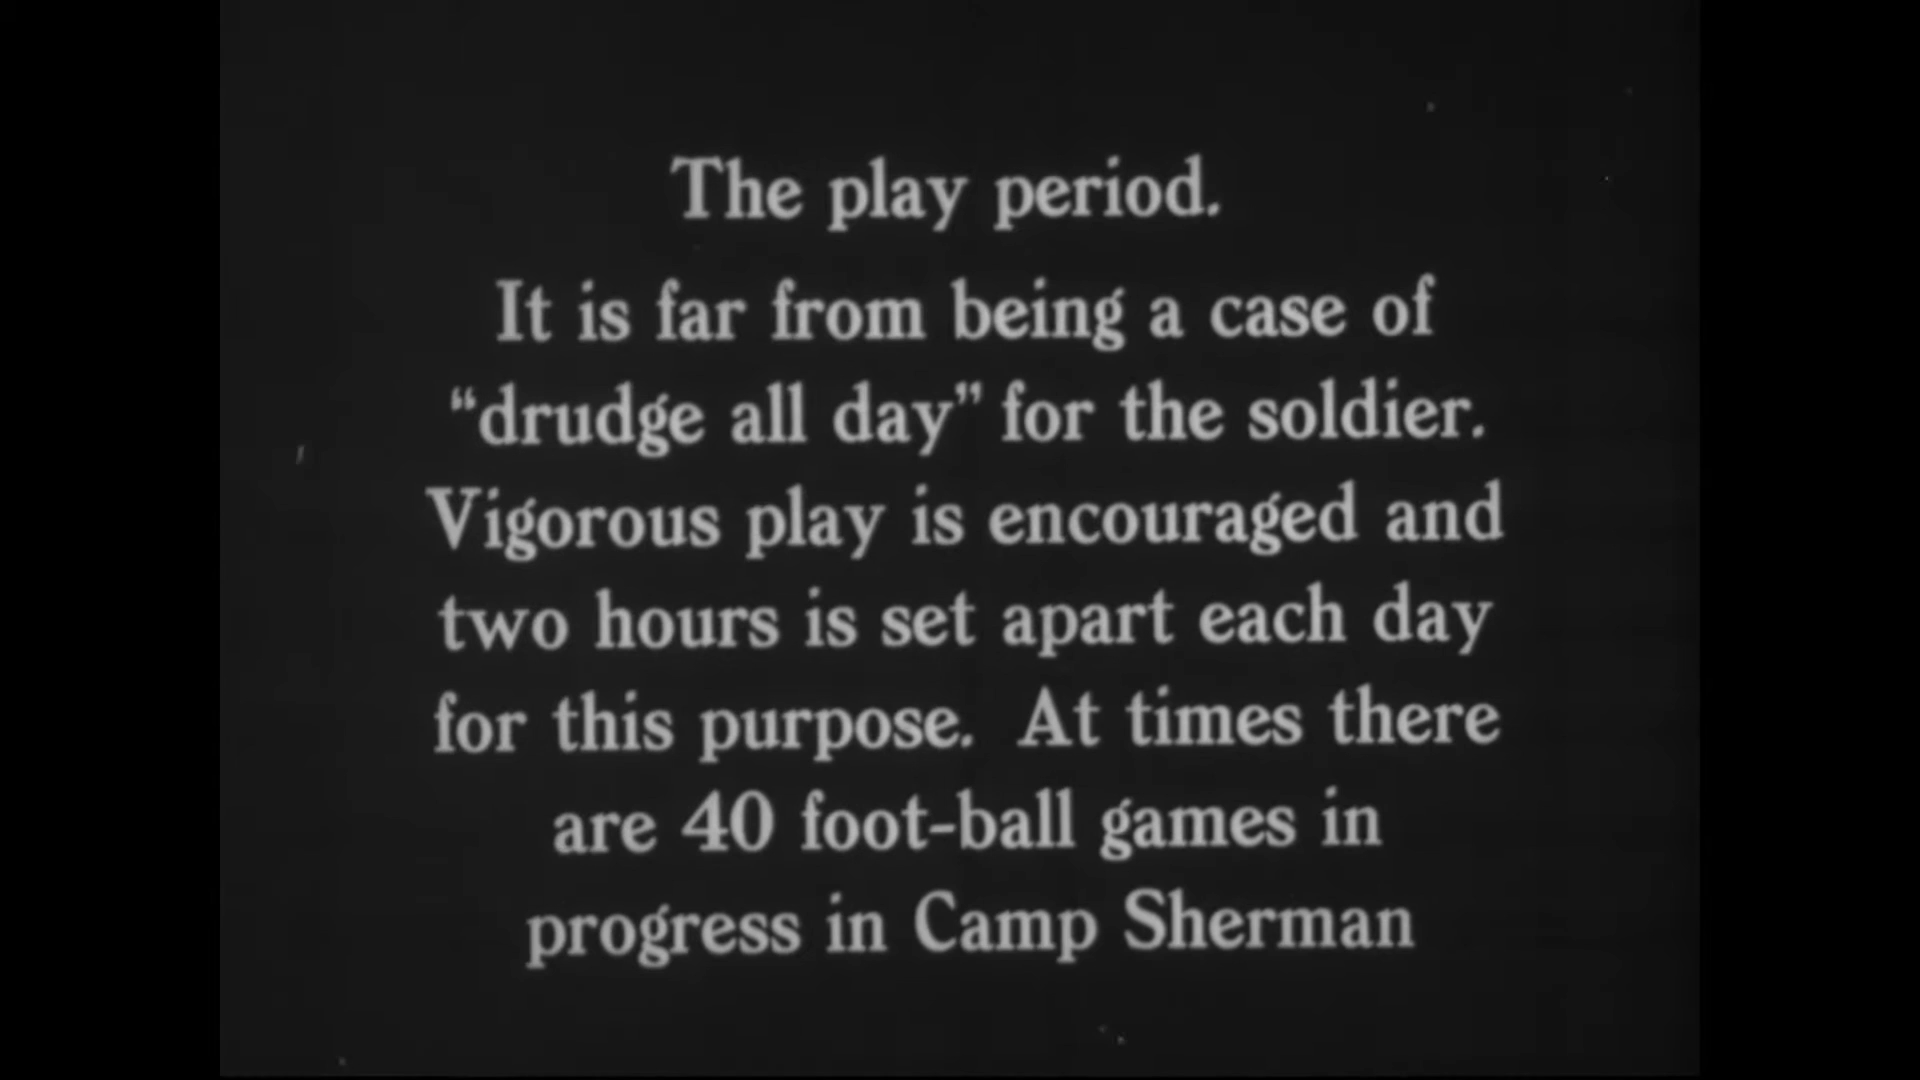 The play period.
It is far from being a case of
“drudge all day” for the soldier.
Vigorous play is encouraged and
two hours is set apart each day
for this purpose. At times there
are 40 foot-ball games in
progress in Camp Sherman